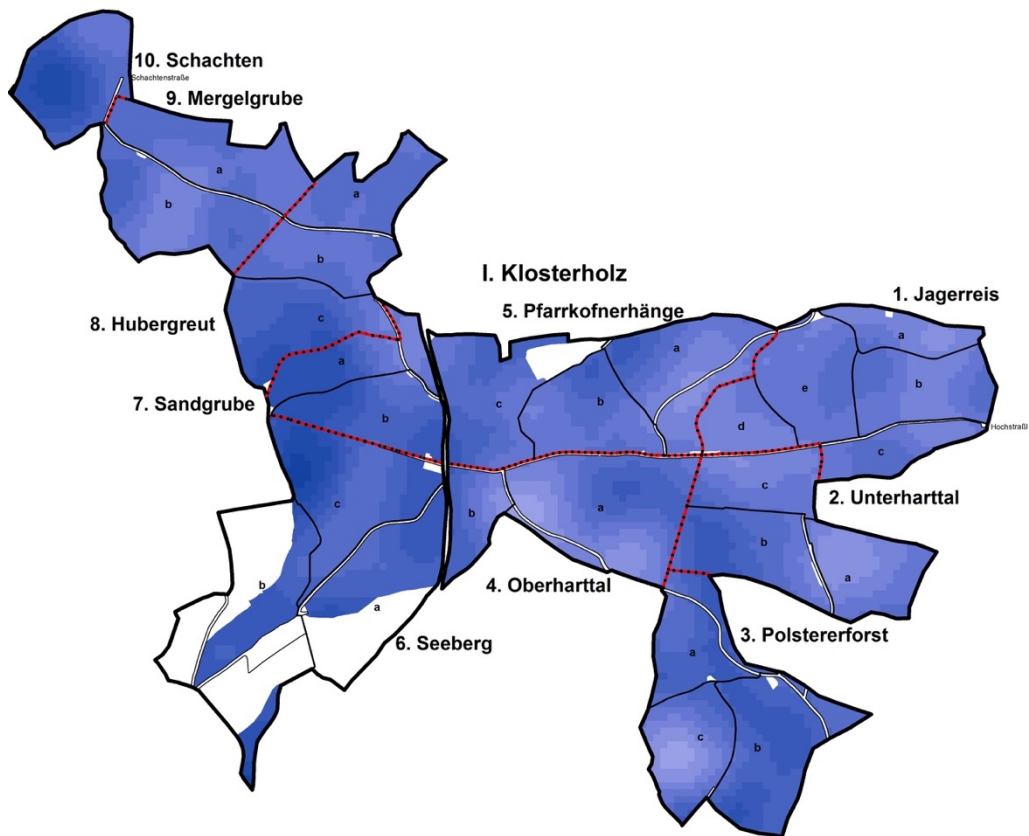 10. Schachten
Schachtenstraße
9. Mergelgrube
a
a
b
b
I. Klosterholz
5. Pfarrkofnerhänge
1. Jagerreis
c
8. Hubergreut
a
a
a
e
b
c
b
7. Sandgrube
b
d
Hochstraßl
c
c
2. Unterharttal
a
c
b
b
4. Oberharttal
a
b
a
3. Polstererforst
6. Seeberg
a
c
b